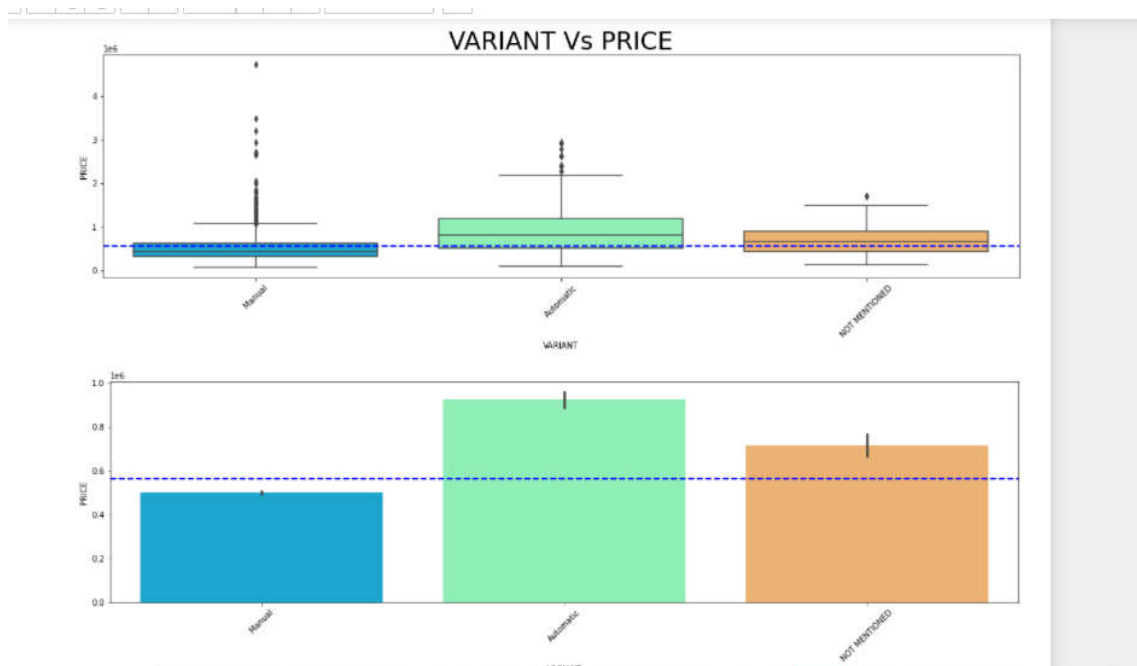 VARIANT Vs PRICE
1e6
4
3
2
1
0
PRICE
Manual
Automatic
NOT MENTIONED
VARIANT
1e6
1.0
0.8
0.6
0.4
0.2
0.0
PRICE
Manual
Automatic
NOT MENTIONED